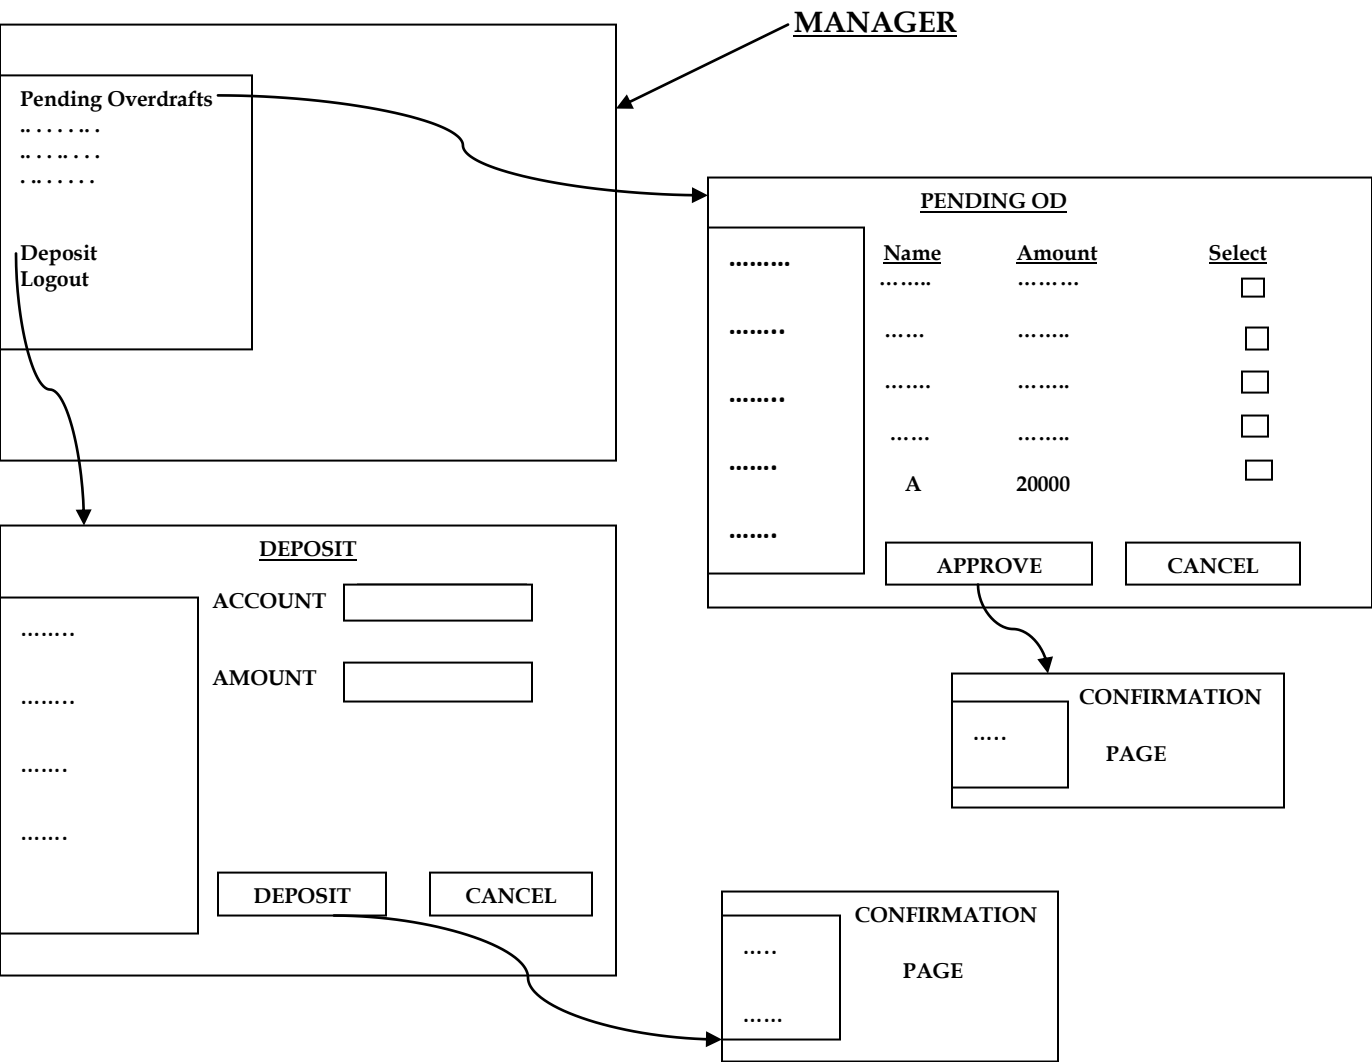 MANAGER
Pending Overdrafts
.. . . . . .. .
.. . . .. . . .
. .. . . . . .
Deposit
Logout
PENDING OD
Name Amount Select
......... …….. ………
…….. …… ……..
…….. ……. ……..
……. …… ……..
A 20000
…….
APPROVE CANCEL
CONFIRMATION
…..
PAGE
DEPOSIT
ACCOUNT
……..
AMOUNT
……..
…….
…….
DEPOSIT CANCEL
CONFIRMATION
…..
PAGE
……